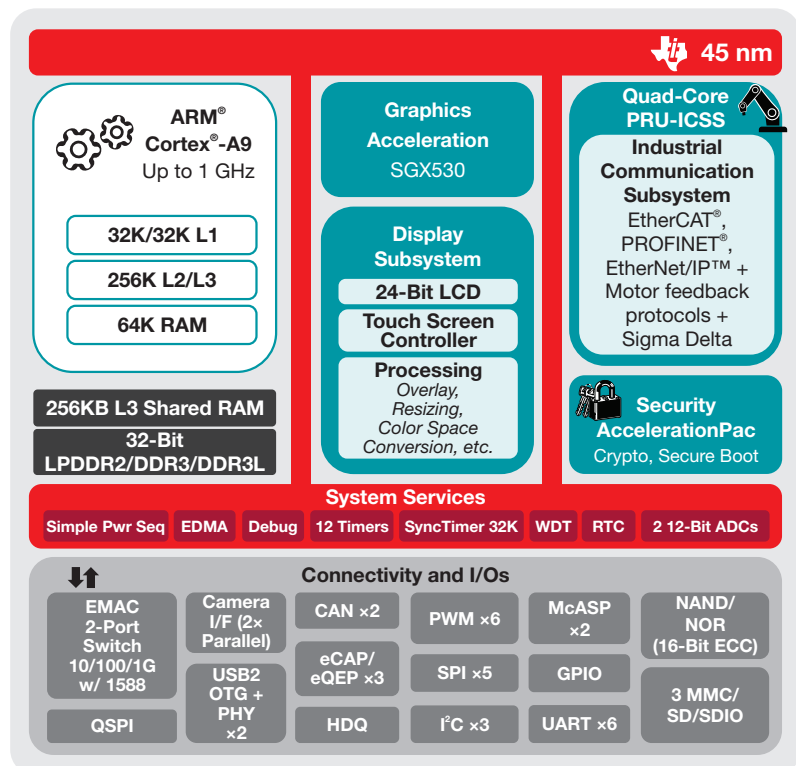 45 nm
ARM®
Cortex®-A9
Up to 1 GHz
32K/32K L1
256K L2/L3
64K RAM
256KB L3 Shared RAM
32-Bit
LPDDR2/DDR3/DDR3L
Graphics
Acceleration
SGX530
Display
Subsystem
24-Bit LCD
Touch Screen
Controller
Processing
Overlay,
Resizing,
Color Space
Conversion, etc.
Quad-Core
PRU-ICSS
Industrial
Communication
Subsystem
EtherCAT®,
PROFINET®,
EtherNet/IP™ +
Motor feedback
protocols +
Sigma Delta
Security
AccelerationPac
Crypto, Secure Boot
System Services
Simple Pwr Seq
EDMA
Debug
12 Timers
SyncTimer 32K
WDT
RTC
2 12-Bit ADCs
Connectivity and I/Os
EMAC
2-Port
Switch
10/100/1G
w/ 1588
QSPI
Camera
I/F (2×
Parallel)
USB2
OTG +
PHY
×2
CAN ×2
eCAP/
eQEP ×3
HDQ
PWM ×6
SPI ×5
I²C ×3
McASP
×2
GPIO
UART ×6
NAND/
NOR
(16-Bit ECC)
3 MMC/
SD/SDIO